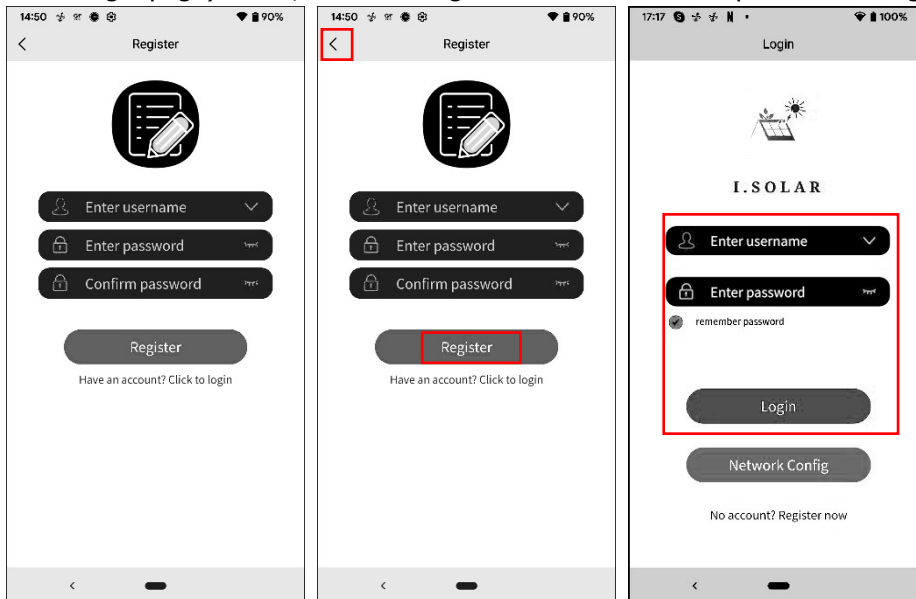 14:50 90%
Register
Enter username
Enter password
Confirm password
Register
Have an account? Click to login
14:50 90%
Register
Enter username
Enter password
Confirm password
Register
Have an account? Click to login
17:17 100%
Login
I.SOLAR
Enter username
Enter password
remember password
Login
Network Config
No account? Register now